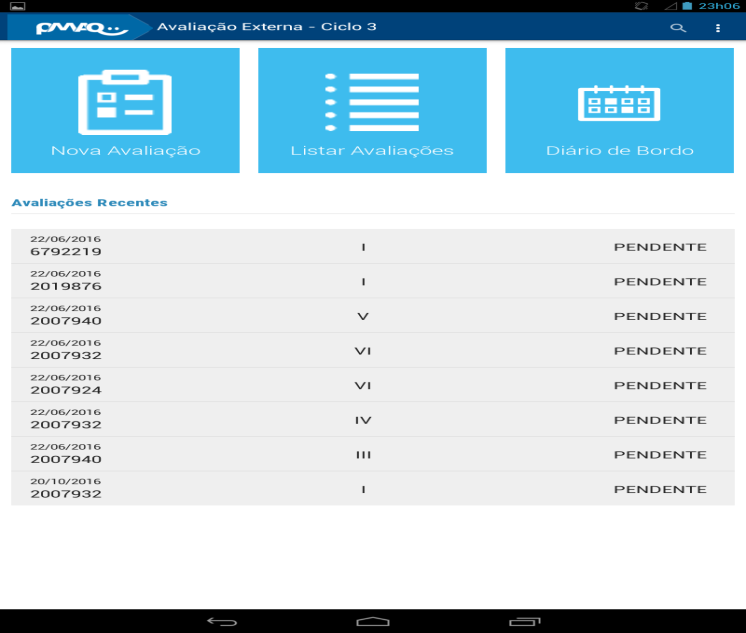 23h06
PMAQ
Avaliação Externa - Ciclo 3
Nova Avaliação
Listar Avaliações
Diário de Bordo
Avaliações Recentes
22/06/2016
6792219
I
PENDENTE
22/06/2016
2019876
I
PENDENTE
22/06/2016
2007940
V
PENDENTE
22/06/2016
2007932
VI
PENDENTE
22/06/2016
2007924
VI
PENDENTE
22/06/2016
2007932
IV
PENDENTE
22/06/2016
2007940
III
PENDENTE
20/10/2016
2007932
I
PENDENTE